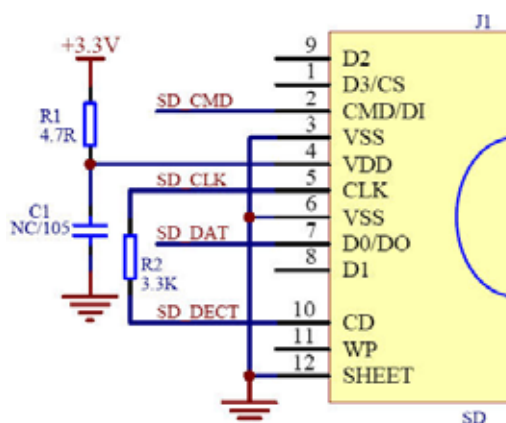 J1
+3.3V
R1
4.7R
C1
NC/105
SD_CMD
SD_CLK
SD_DAT
R2
3.3K
SD_DECT
9 D2
1 D3/CS
2 CMD/DI
3 VSS
4 VDD
5 CLK
6 VSS
7 D0/DO
8 D1
10 CD
11 WP
12 SHEET
SD